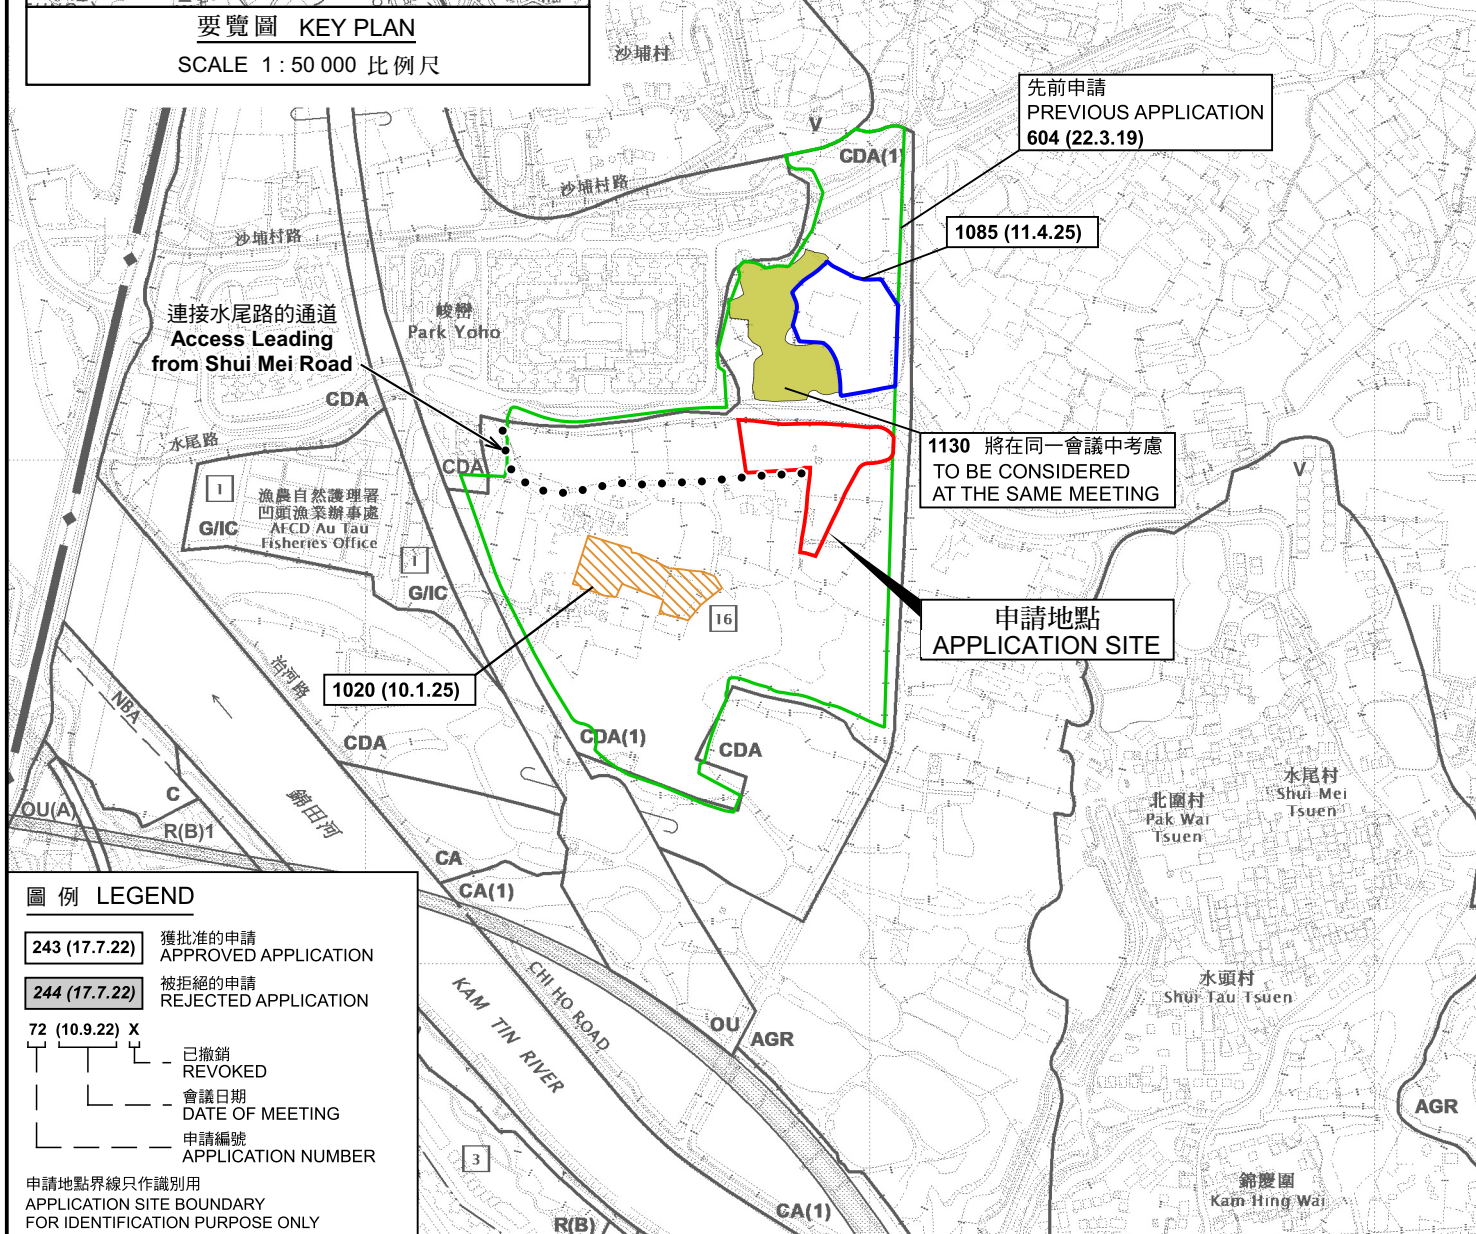 要覽圖 KEY PLAN
SCALE 1 : 50 000 比例尺
沙埔村
V
先前申請
PREVIOUS APPLICATION
604 (22.3.19)
CDA(1)
沙埔村路
沙埔村路
1085 (11.4.25)
連接水尾路的通道
Access Leading
from Shui Mei Road
峻巒
Park Yoho
CDA
水尾路
CDA
1130 將在同一會議中考慮
TO BE CONSIDERED
AT THE SAME MEETING
V
1
G/IC
漁農自然護理署
凹頭漁業辦事處
AFCD Au Tau
Fisheries Office
1
G/IC
16
申請地點
APPLICATION SITE
1020 (10.1.25)
治河路
NBA
CDA
CDA(1)
CDA
C
OU(A)
R(B)1
錦田河
水尾村
Shui Mei
Tsuen
北圍村
Pak Wai
Tsuen
CA
CA(1)
圖 例 LEGEND
243 (17.7.22)
獲批准的申請
APPROVED APPLICATION
244 (17.7.22)
被拒絕的申請
REJECTED APPLICATION
72 (10.9.22) X
已撤銷
REVOKED
會議日期
DATE OF MEETING
申請編號
APPLICATION NUMBER
申請地點界線只作識別用
APPLICATION SITE BOUNDARY
FOR IDENTIFICATION PURPOSE ONLY
KAM TIN RIVER
CHI HO ROAD
OU
AGR
水頭村
Shui Tau Tsuen
AGR
3
錦慶圍
Kam Hing Wai
CA(1)
R(B)